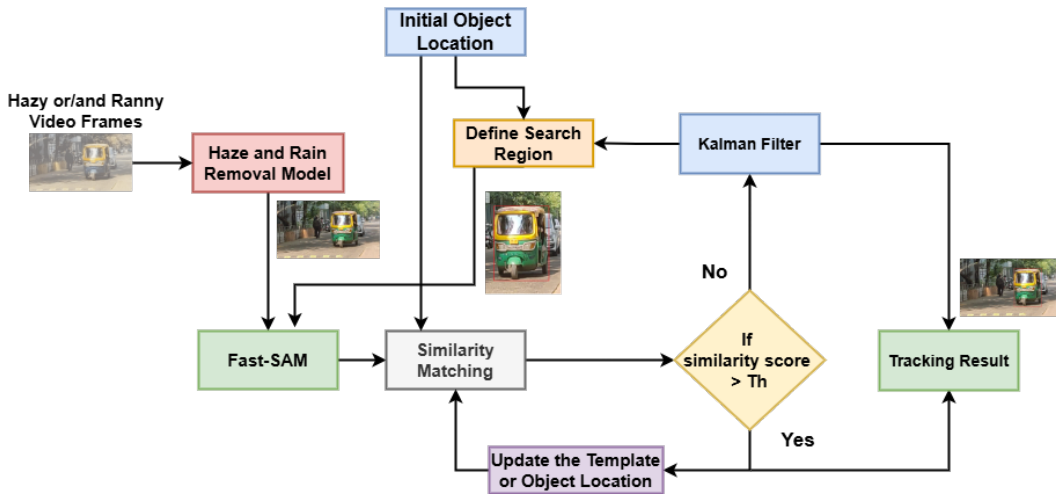 Initial Object
Location
Hazy or/and Ranny
Video Frames
Haze and Rain
Removal Model
Define Search
Region
Kalman Filter
No
Fast-SAM
Similarity
Matching
If
similarity score
> Th
Tracking Result
Yes
Update the Template
or Object Location